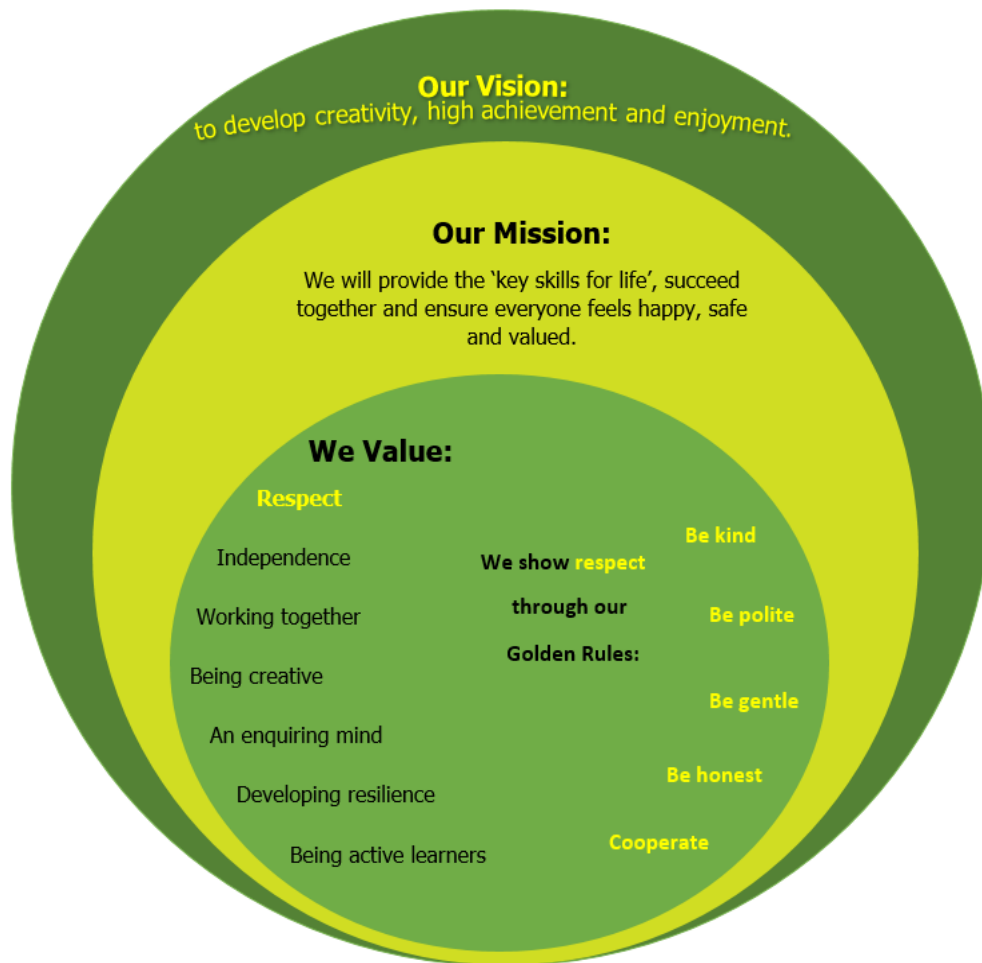 Our Vision:
to develop creativity, high achievement and enjoyment.
Our Mission:
We will provide the ‘key skills for life’, succeed
together and ensure everyone feels happy, safe
and valued.
We Value:
Respect
Independence
Working together
Being creative
An enquiring mind
Developing resilience
Being active learners
We show respect
through our
Golden Rules:
Be kind
Be polite
Be gentle
Be honest
Cooperate